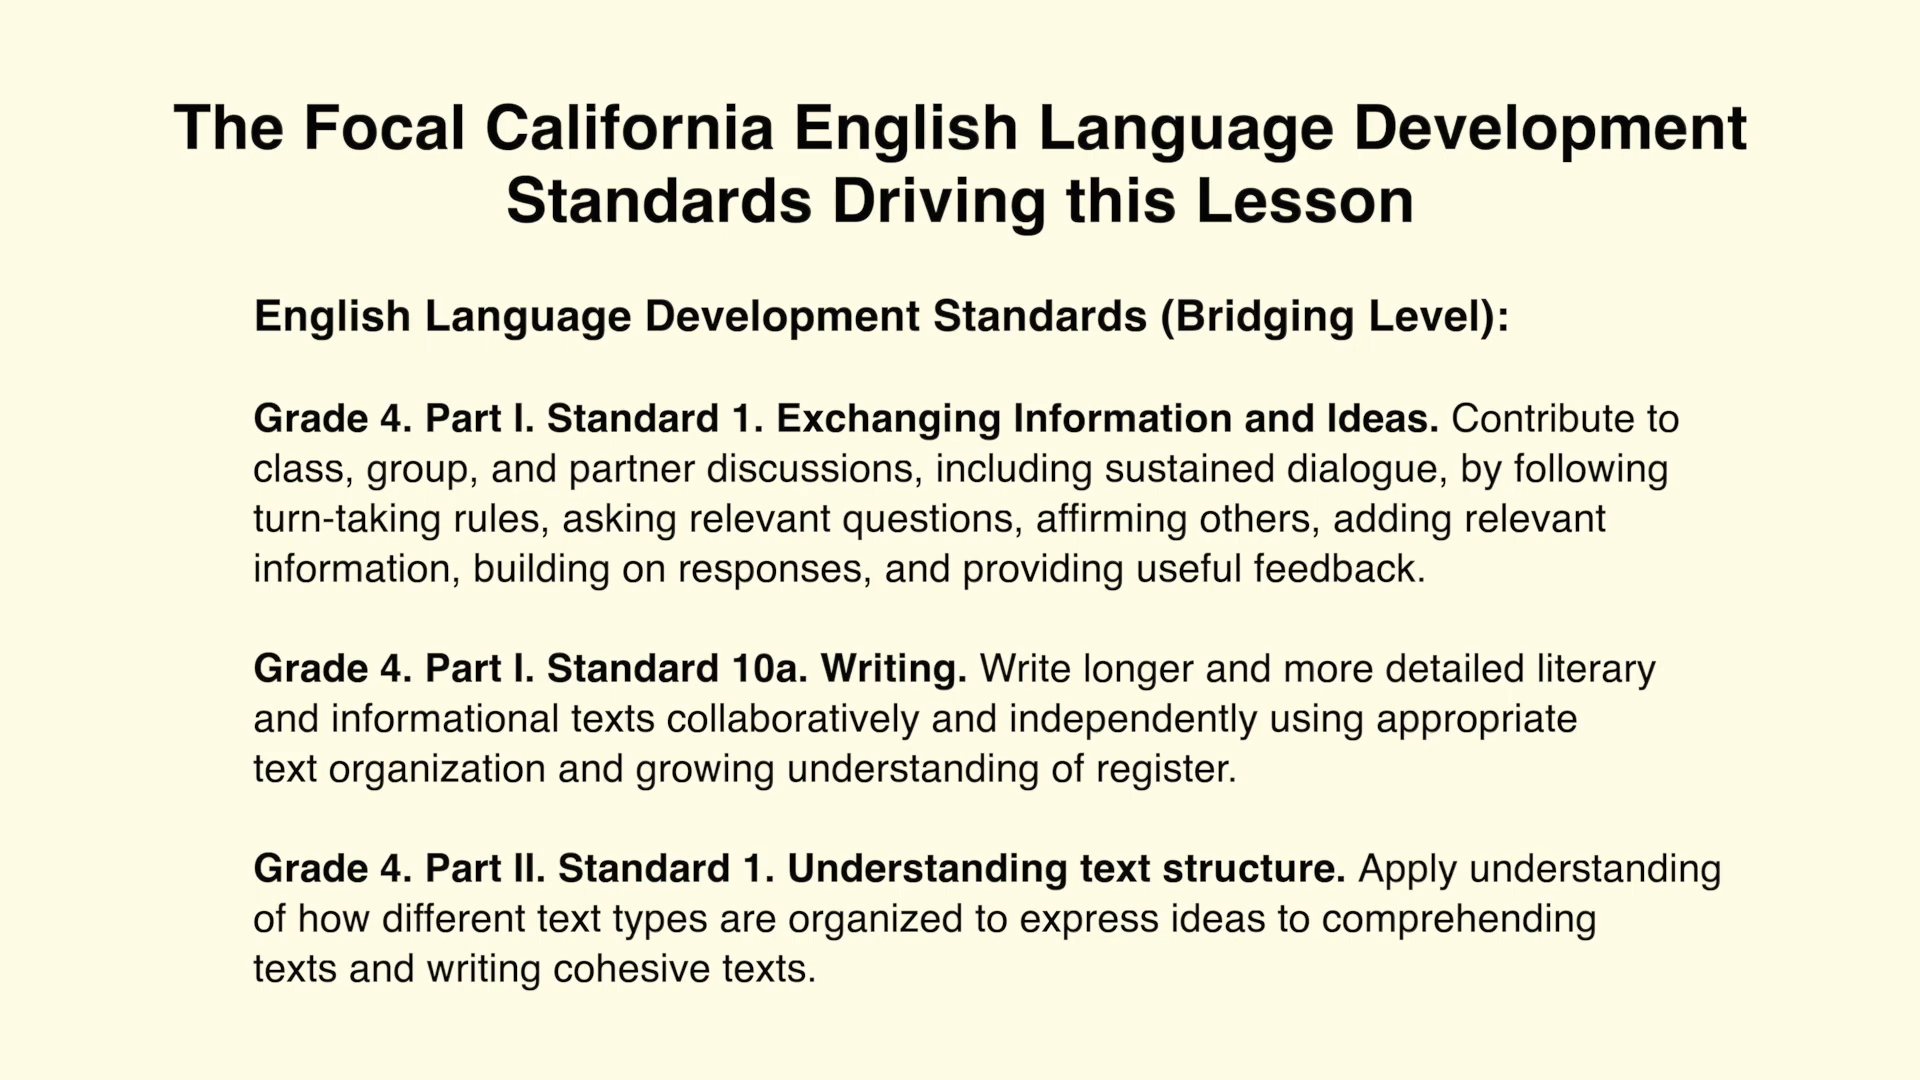 The Focal California English Language Development
Standards Driving this Lesson
English Language Development Standards (Bridging Level):
Grade 4. Part I. Standard 1. Exchanging Information and Ideas. Contribute to
class, group, and partner discussions, including sustained dialogue, by following
turn-taking rules, asking relevant questions, affirming others, adding relevant
information, building on responses, and providing useful feedback.
Grade 4. Part I. Standard 10a. Writing. Write longer and more detailed literary
and informational texts collaboratively and independently using appropriate
text organization and growing understanding of register.
Grade 4. Part II. Standard 1. Understanding text structure. Apply understanding
of how different text types are organized to express ideas to comprehending
texts and writing cohesive texts.